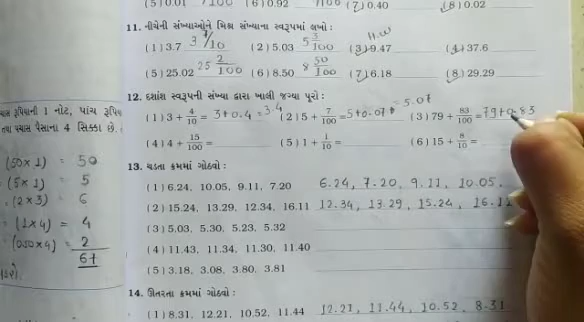 (5) 0.01 (6) 0.92 (7) 0.40 (8) 0.02
11. નીચેની સંખ્યાઓને મિશ્ર સંખ્યાના સ્વરૂપમાં લખો :
H.W
(1) 3.7 3 7/10 (2) 5.03 5 3/100 (3) 9.47 (4) 37.6
(5) 25.02 25 2/100 (6) 8.50 8 50/100 (7) 6.18 (8) 29.29
12. દશાંશ સ્વરૂપની સંખ્યા દ્વારા ખાલી જગ્યા પૂરો :
(1) 3 + 4/10 = 3+0.4 = 3.4 (2) 5 + 7/100 = 5+0.07 = 5.07 (3) 79 + 83/100 = 79+0.83
(4) 4 + 15/100 = (5) 1 + 1/10 = (6) 15 + 8/10 =
13. ચડતા ક્રમમાં ગોઠવો :
(1) 6.24, 10.05, 9.11, 7.20 6.24, 7.20, 9.11, 10.05,
(2) 15.24, 13.29, 12.34, 16.11 12.34, 13.29, 15.24, 16.11
(3) 5.03, 5.30, 5.23, 5.32
(4) 11.43, 11.34, 11.30, 11.40
(5) 3.18, 3.08, 3.80, 3.81
14. ઊતરતા ક્રમમાં ગોઠવો :
(1) 8.31, 12.21, 10.52, 11.44 12.21, 11.44, 10.52, 8.31
રૂપિયાની 1 નોટ, પાંચ
તથા પચાસ પૈસાના 4 સિક્કા છે.
(50×1) = 50
(5×1) = 5
(2×3) = 6
(1×4) = 4
(050×4) = 2
67